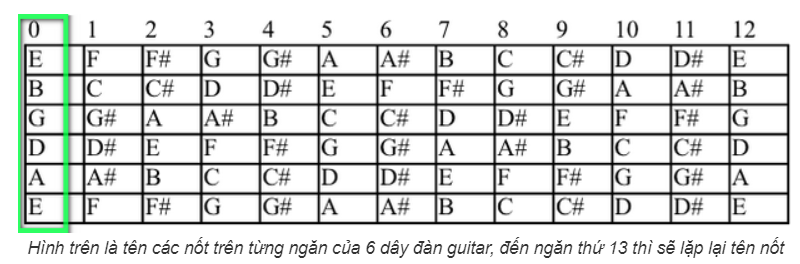 0 1 2 3 4 5 6 7 8 9 10 11 12
E F F# G G# A A# B C C# D D# E
B C C# D D# E F F# G G# A A# B
G G# A A# B C C# D D# E F F# G
D D# E F F# G G# A A# B C C# D
A A# B C C# D D# E F F# G G# A
E F F# G G# A A# B C C# D D# E
Hình trên là tên các nốt trên từng ngăn của 6 dây đàn guitar, đến ngăn thứ 13 thì sẽ lặp lại tên nốt